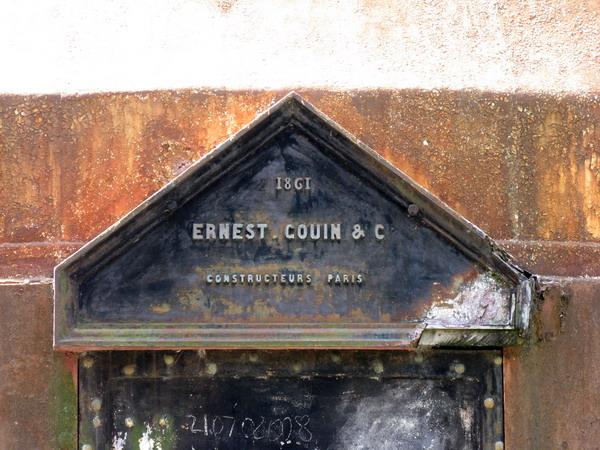 1861
ERNEST. GOUIN & C
CONSTRUCTEURS PARIS